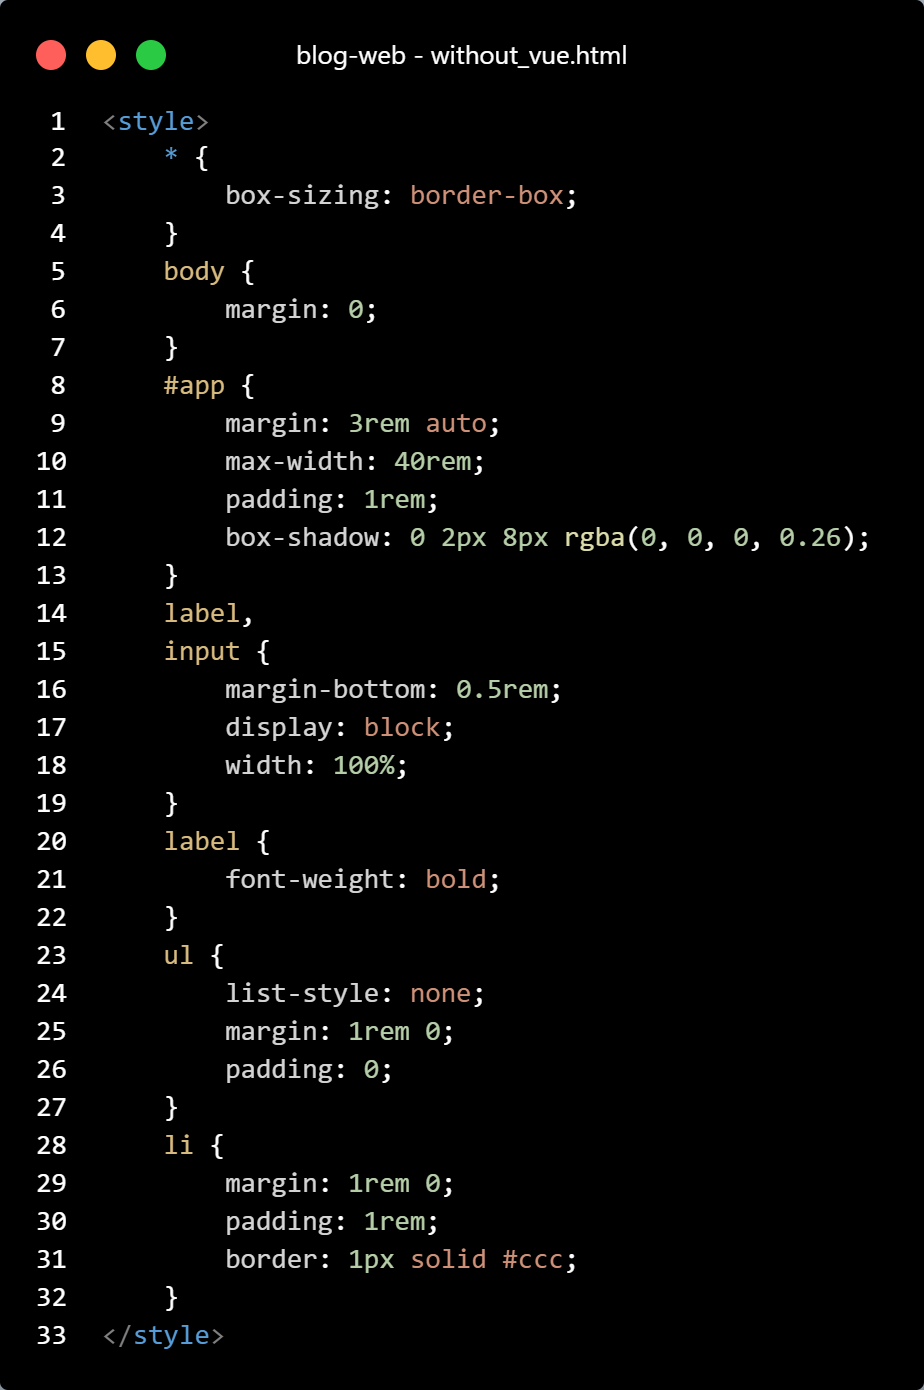 blog-web - without_vue.html
1 <style>
2     * {
3         box-sizing: border-box;
4     }
5     body {
6         margin: 0;
7     }
8     #app {
9         margin: 3rem auto;
10         max-width: 40rem;
11         padding: 1rem;
12         box-shadow: 0 2px 8px rgba(0, 0, 0, 0.26);
13     }
14     label,
15     input {
16         margin-bottom: 0.5rem;
17         display: block;
18         width: 100%;
19     }
20     label {
21         font-weight: bold;
22     }
23     ul {
24         list-style: none;
25         margin: 1rem 0;
26         padding: 0;
27     }
28     li {
29         margin: 1rem 0;
30         padding: 1rem;
31         border: 1px solid #ccc;
32     }
33 </style>